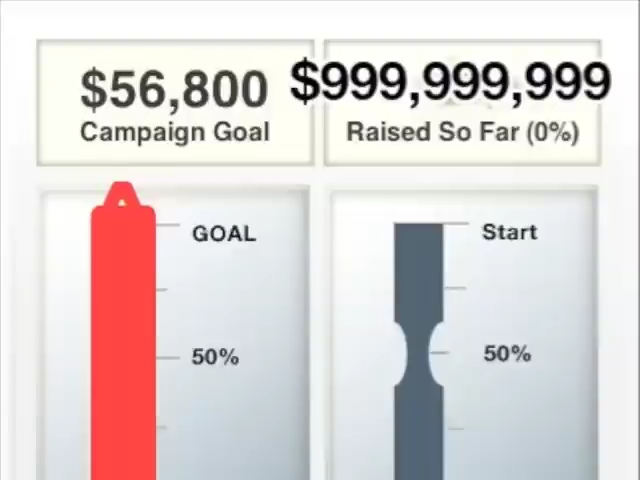 $56,800
Campaign Goal
$999,999,999
Raised So Far (0%)
GOAL
50%
Start
50%